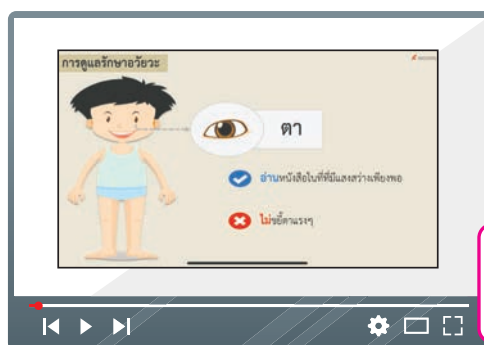 การดูแลรักษาอวัยวะ
ตา
อ่านหนังสือในที่ที่มีแสงสว่างเพียงพอ
ไม่ขยี้ตาแรงๆ